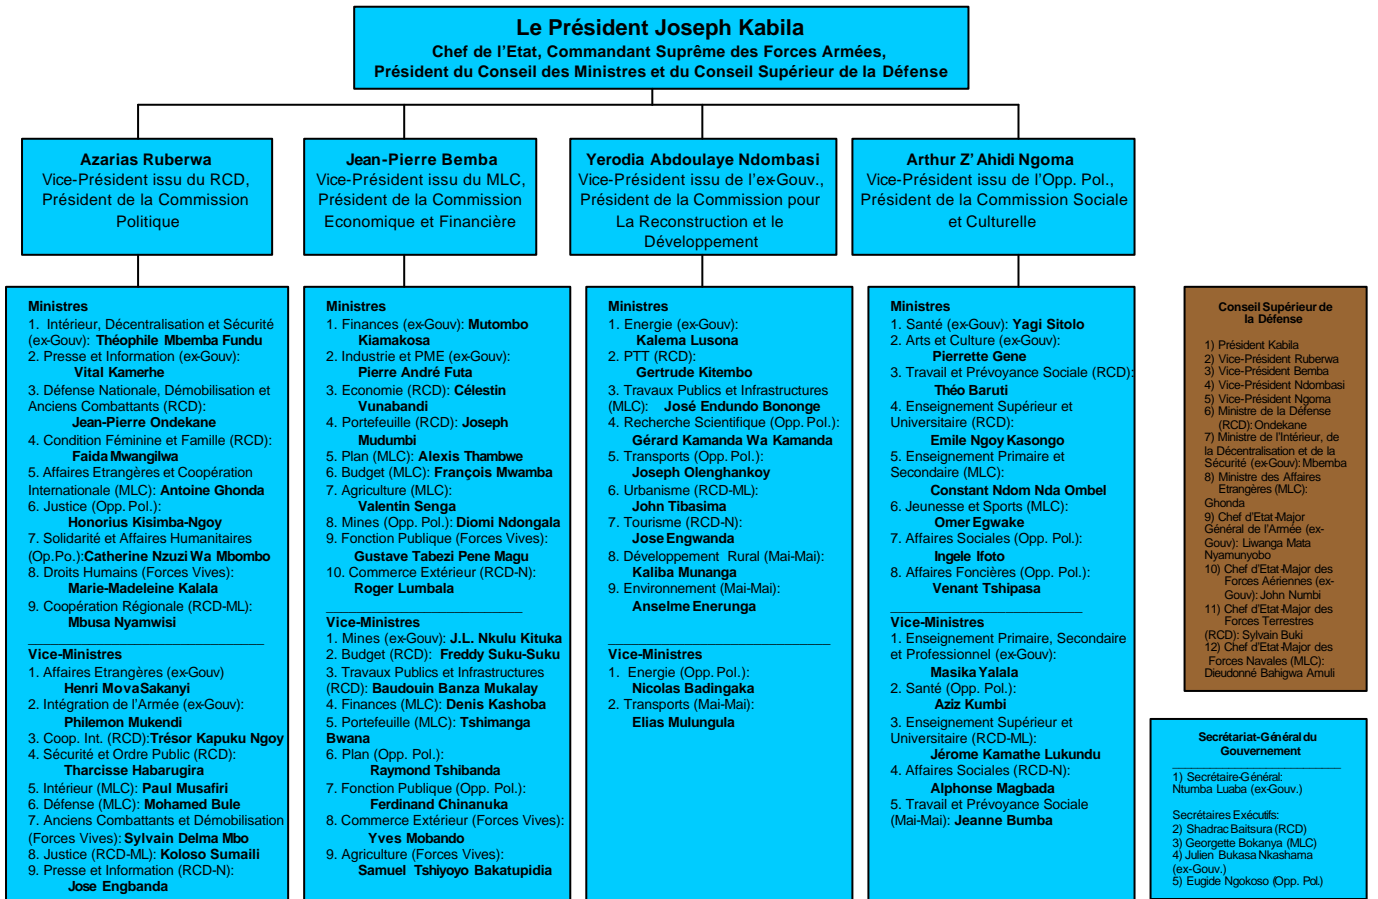 Le Président Joseph Kabila
Chef de l'Etat, Commandant Suprême des Forces Armées,
Président du Conseil des Ministres et du Conseil Supérieur de la Défense
Azarias Ruberwa
Vice-Président issu du RCD,
Président de la Commission
Politique
Jean-Pierre Bemba
Vice-Président issu du MLC,
Président de la Commission
Economique et Financière
Yerodia Abdoulaye Ndombasi
Vice-Président issu de l'ex-Gouv.,
Président de la Commission pour
La Reconstruction et le
Développement
Arthur Z'Ahidi Ngoma
Vice-Président issu de l'Opp. Pol.,
Président de la Commission Sociale
et Culturelle
Ministres
1. Intérieur, Décentralisation et Sécurité
(ex-Gouv): Théophile Mbemba Fundu
2. Presse et Information (ex-Gouv):
Vital Kamerhe
3. Défense Nationale, Démobilisation et
Anciens Combattants (RCD):
Jean-Pierre Ondekane
4. Condition Féminine et Famille (RCD):
Faida Mwangilwa
5. Affaires Etrangères et Coopération
Internationale (MLC): Antoine Ghonda
6. Justice (Opp. Pol.):
Honorius Kisimba-Ngoy
7. Solidarité et Affaires Humanitaires
(Op.Po.):Catherine Nzuzi Wa Mbombo
8. Droits Humains (Forces Vives):
Marie-Madeleine Kalala
9. Coopération Régionale (RCD-ML):
Mbusa Nyamwisi
Vice-Ministres
1. Affaires Etrangères (ex-Gouv)
Henri MovaSakanyi
2. Intégration de l'Armée (ex-Gouv):
Philemon Mukendi
3. Coop. Int. (RCD):Trésor Kapuku Ngoy
4. Sécurité et Ordre Public (RCD):
Tharcisse Habarugira
5. Intérieur (MLC): Paul Musafiri
6. Défense (MLC): Mohamed Bule
7. Anciens Combattants et Démobilisation
(Forces Vives): Sylvain Delma Mbo
8. Justice (RCD-ML): Koloso Sumaili
9. Presse et Information (RCD-N):
Jose Engbanda
Ministres
1. Finances (ex-Gouv): Mutombo
Kiamakosa
2. Industrie et PME (ex-Gouv):
Pierre André Futa
3. Economie (RCD): Célestin
Vunabandi
4. Portefeuille (RCD): Joseph
Mudumbi
5. Plan (MLC): Alexis Thambwe
6. Budget (MLC): François Mwamba
7. Agriculture (MLC):
Valentin Senga
8. Mines (Opp. Pol.): Diomi Ndongala
9. Fonction Publique (Forces Vives):
Gustave Tabezi Pene Magu
10. Commerce Extérieur (RCD-N):
Roger Lumbala
Vice-Ministres
1. Mines (ex-Gouv): J.L. Nkulu Kituka
2. Budget (RCD): Freddy Suku-Suku
3. Travaux Publics et Infrastructures
(RCD): Baudouin Banza Mukalay
4. Finances (MLC): Denis Kashoba
5. Portefeuille (MLC): Tshimanga
Bwana
6. Plan (Opp. Pol.):
Raymond Tshibanda
7. Fonction Publique (Opp. Pol):
Ferdinand Chinanuka
8. Commerce Extérieur (Forces Vives):
Yves Mobando
9. Agriculture (Forces Vives):
Samuel Tshiyoyo Bakatupidia
Ministres
1. Energie (ex-Gouv):
Kalema Lusona
2. PTT (RCD):
Gertrude Kitembo
3. Travaux Publics et Infrastructures
(MLC): José Endundo Bononge
4. Recherche Scientifique (Opp. Pol.):
Gérard Kamanda Wa Kamanda
5. Transports (Opp. Pol.):
Joseph Olenghankoy
6. Urbanisme (RCD-ML):
John Tibasima
7. Tourisme (RCD-N):
Jose Engwanda
8. Développement Rural (Mai-Mai):
Kaliba Munanga
9. Environnement (Mai-Mai):
Anselme Enerunga
Vice-Ministres
1. Energie (Opp. Pol.):
Nicolas Badingaka
2. Transports (Mai-Mai):
Elias Mulungula
Ministres
1. Santé (ex-Gouv): Yagi Sitolo
2. Arts et Culture (ex-Gouv):
Pierrette Gene
3. Travail et Prévoyance Sociale (RCD):
Théo Baruti
4. Enseignement Supérieur et
Universitaire (RCD):
Emile Ngoy Kasongo
5. Enseignement Primaire et
Secondaire (MLC):
Constant Ndom Nda Ombel
6. Jeunesse et Sports (MLC):
Omer Egwake
7. Affaires Sociales (Opp. Pol.):
Ingele Ifoto
8. Affaires Foncières (Opp. Pol.):
Venant Tshipasa
Vice-Ministres
1. Enseignement Primaire, Secondaire
et Professionnel (ex-Gouv):
Masika Yalala
2. Santé (Opp. Pol.):
Aziz Kumbi
3. Enseignement Supérieur et
Universitaire (RCD-ML):
Jérome Kamathe Lukundu
4. Affaires Sociales (RCD-N):
Alphonse Magbada
5. Travail et Prévoyance Sociale
(Mai-Mai): Jeanne Bumba
Conseil Supérieur de
la Défense
1) Président Kabila
2) Vice-Président Ruberwa
3) Vice-Président Bemba
4) Vice-Président Ndombasi
5) Vice-Président Ngoma
6) Ministre de la Défense
(RCD): Ondekane
7) Ministre de l'Intérieur, de
la Décentralisation et de la
Sécurité (ex-Gouv): Mbemba
8) Ministre des Affaires
Etrangères (MLC):
Ghonda
9) Chef d'Etat-Major
Général de l'Armée (ex-
Gouv): Liwanga Mata
Nyamunyobo
10) Chef d'Etat-Major des
Forces Aériennes (ex-
Gouv): John Numbi
11) Chef d'Etat-Major des
Forces Terrestres
(RCD): Sylvain Buki
12) Chef d'Etat-Major des
Forces Navales (MLC):
Dieudonné Bahigwa Amuli
Secrétariat-Général du
Gouvernement
1) Secrétaire-Général:
Ntumba Luaba (ex-Gouv.)
Secrétaires Exécutifs:
2) Shadrac Baitsura (RCD)
3) Georgette Bokanya (MLC)
4) Julien Bukasa Nkashama
(ex-Gouv.)
5) Eugide Ngokoso (Opp. Pol.)